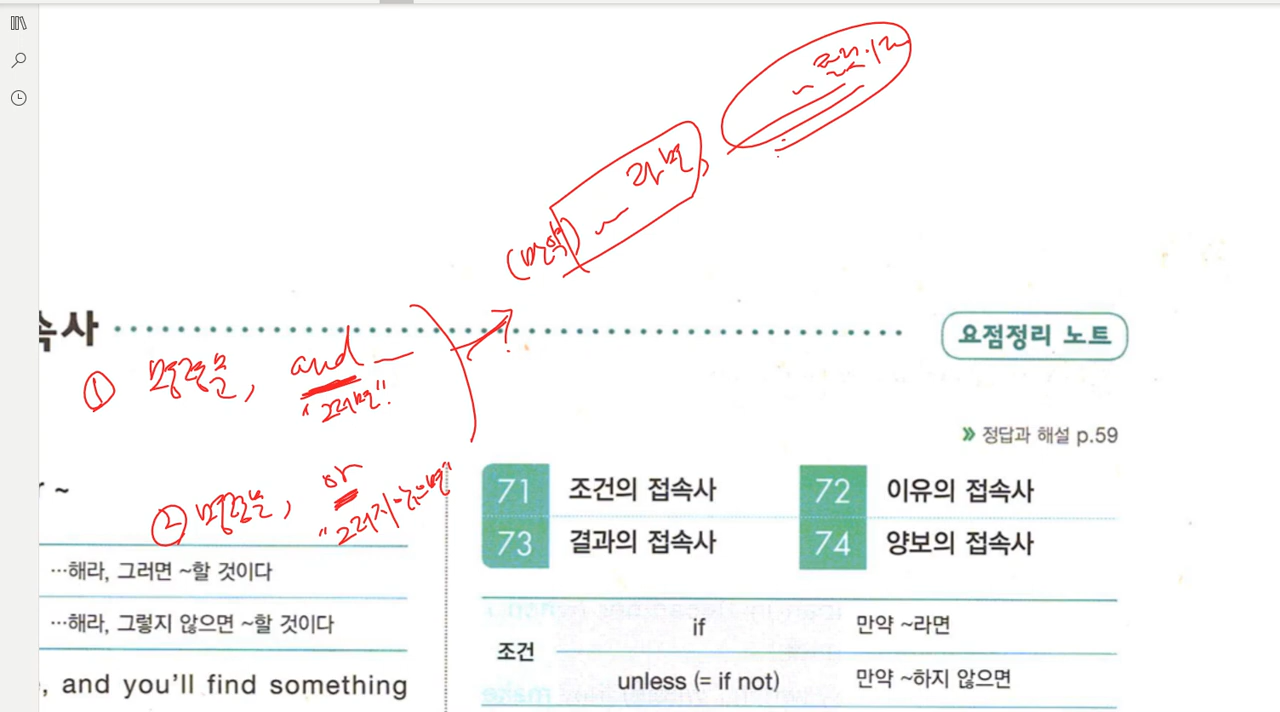 라면,
(만약)
속사
요점정리 노트
① 명령문, and
"그러면".
» 정답과 해설 p.59
~
② 명령문, or
"그러지 않으면"
71 조건의 접속사 72 이유의 접속사
73 결과의 접속사 74 양보의 접속사
…해라, 그러면 ~할 것이다
…해라, 그렇지 않으면 ~할 것이다
, and you'll find something
조건
if 만약 ~라면
unless (= if not) 만약 ~하지 않으면